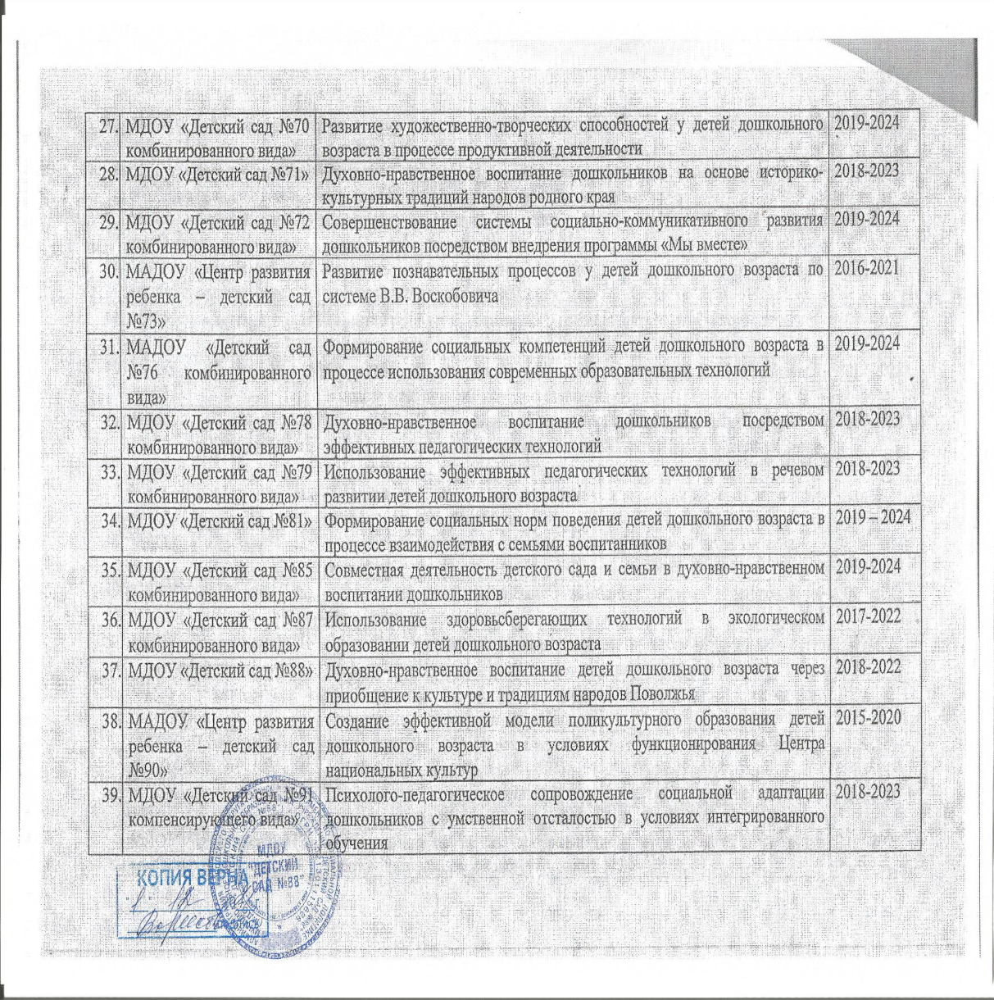 27. МДОУ «Детский сад №70 Развитие художественно-творческих способностей у детей дошкольного 2019-2024
комбинированного вида» возраста в процессе продуктивной деятельности
28. МДОУ «Детский сад №71» Духовно-нравственное воспитание дошкольников на основе историко- 2018-2023
культурных традиций народов родного края
29. МДОУ «Детский сад №72 Совершенствование системы социально-коммуникативного развития 2019-2024
комбинированного вида» дошкольников посредством внедрения программы «Мы вместе»
30. МАДОУ «Центр развития Развитие познавательных процессов у детей дошкольного возраста по 2016-2021
ребенка – детский сад системе В.В. Воскобовича
№73»
31. МАДОУ «Детский сад Формирование социальных компетенций детей дошкольного возраста в 2019-2024
№76 комбинированного процессе использования современных образовательных технологий
вида»
32. МДОУ «Детский сад №78 Духовно-нравственное воспитание дошкольников посредством 2018-2023
комбинированного вида» эффективных педагогических технологий
33. МДОУ «Детский сад №79 Использование эффективных педагогических технологий в речевом 2018-2023
комбинированного вида» развитии детей дошкольного возраста
34. МДОУ «Детский сад №81» Формирование социальных норм поведения детей дошкольного возраста в 2019 – 2024
процессе взаимодействия с семьями воспитанников
35. МДОУ «Детский сад №85 Совместная деятельность детского сада и семьи в духовно-нравственном 2019-2024
комбинированного вида» воспитании дошкольников
36. МДОУ «Детский сад №87 Использование здоровьсберегающих технологий в экологическом 2017-2022
комбинированного вида» образовании детей дошкольного возраста
37. МДОУ «Детский сад №88» Духовно-нравственное воспитание детей дошкольного возраста через 2018-2022
приобщение к культуре и традициям народов Поволжья
38. МАДОУ «Центр развития Создание эффективной модели поликультурного образования детей 2015-2020
ребенка – детский сад дошкольного возраста в условиях функционирования Центра
№90» национальных культур
39. МДОУ «Детский сад №91 Психолого-педагогическое сопровождение социальной адаптации 2018-2023
компенсирующего вида» дошкольников с умственной отсталостью в условиях интегрированного
обучения
МДОУ
"ДЕТСКИЙ
САД №88"
КОПИЯ ВЕРНА